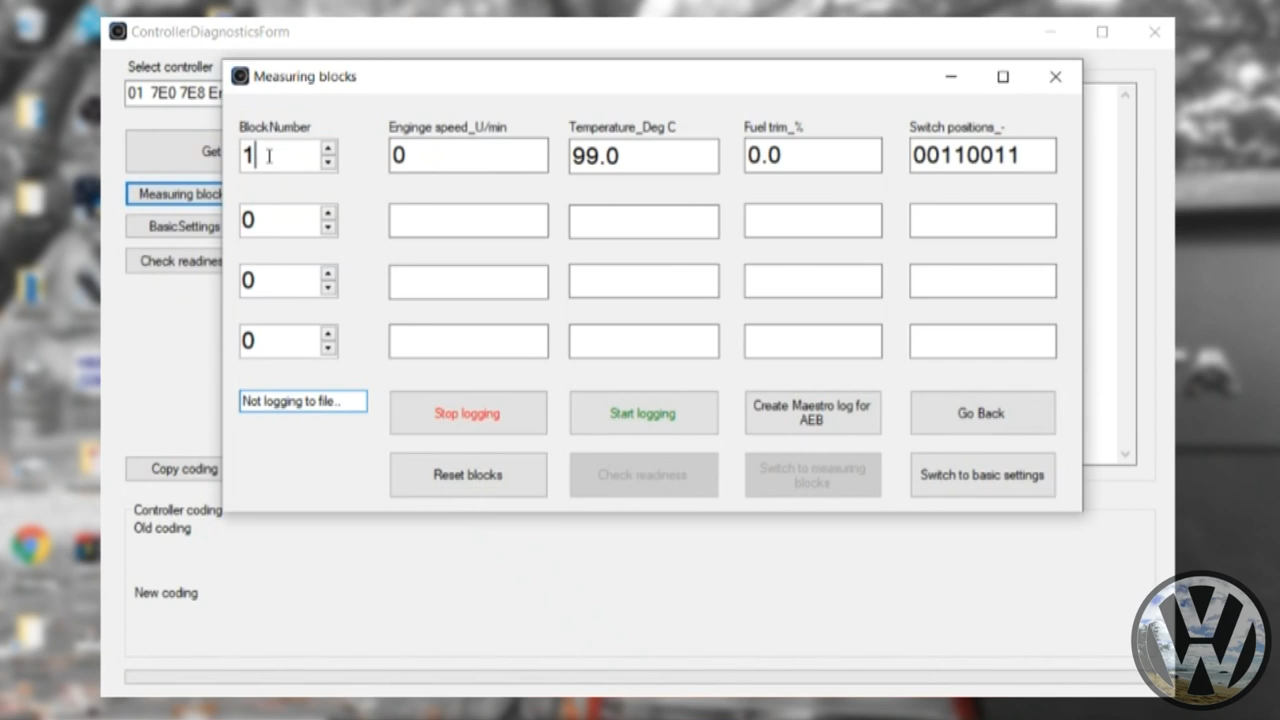 ControllerDiagnosticsForm
Select controller
01 7E0 7E8
Get
Measuring
BasicSettings
Check
Copy coding
Controller coding
Old coding
New coding
Measuring blocks
BlockNumber
Enginge speed_U/min
Temperature_Deg C
Fuel trim_%
Switch positions_-
1
0
99.0
0.0
00110011
0
0
0
Not logging to file..
Stop logging
Start logging
Create Maestro log for
AEB
Go Back
Reset blocks
Check readiness
Switch to measuring
blocks
Switch to basic settings